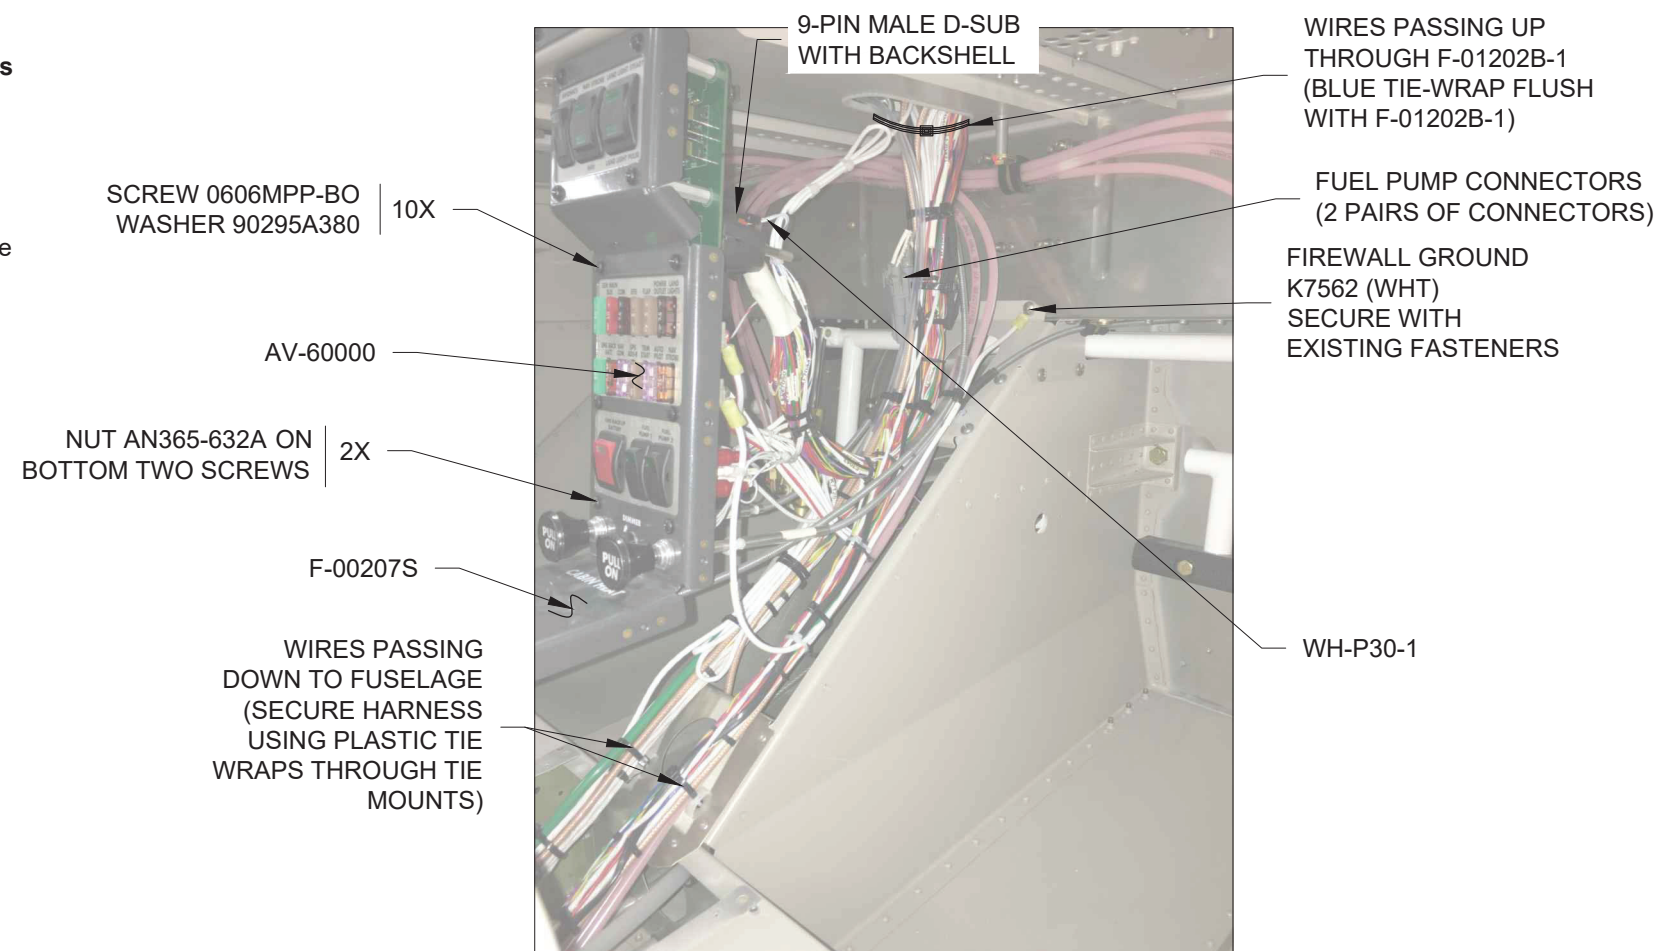 s
e
9-PIN MALE D-SUB
WITH BACKSHELL
WIRES PASSING UP
THROUGH F-01202B-1
(BLUE TIE-WRAP FLUSH
WITH F-01202B-1)
SCREW 0606MPP-BO
WASHER 90295A380
10X
FUEL PUMP CONNECTORS
(2 PAIRS OF CONNECTORS)
FIREWALL GROUND
K7562 (WHT)
SECURE WITH
EXISTING FASTENERS
AV-60000
NUT AN365-632A ON
BOTTOM TWO SCREWS
2X
PULL
ON
PULL
ON
F-00207S
WIRES PASSING
DOWN TO FUSELAGE
(SECURE HARNESS
USING PLASTIC TIE
WRAPS THROUGH TIE
MOUNTS)
WH-P30-1